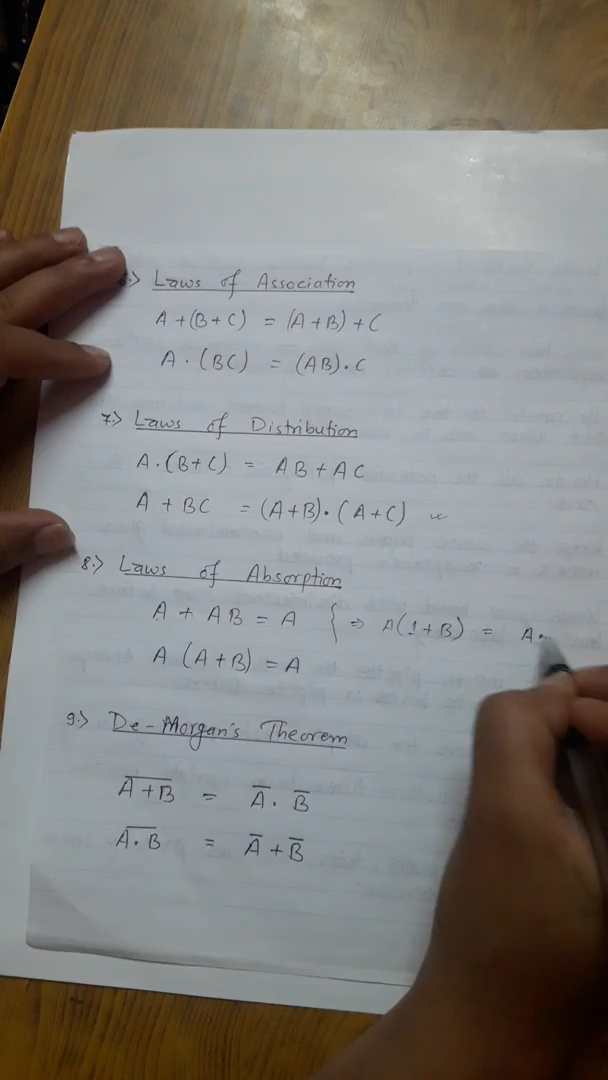 6.> Laws of Association
A + (B + C) = (A + B) + C
A . (BC) = (AB) . C
7.> Laws of Distribution
A . (B + C) = AB + AC
A + BC = (A + B) . (A + C)
8.> Laws of Absorption
A + AB = A } => A(1 + B) = A .
A (A + B) = A
9.> De-Morgan's Theorem
A̅ ̅+̅ ̅B̅ = A̅ . B̅
A̅ ̅.̅ ̅B̅ = A̅ + B̅